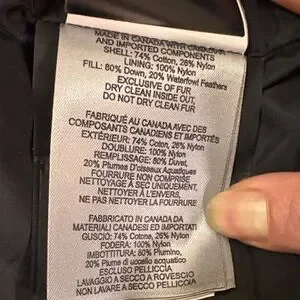 MADE IN CANADA WITH CANADIAN
AND IMPORTED COMPONENTS
SHELL: 74% Cotton, 26% Nylon
LINING: 100% Nylon
FILL: 80% Down, 20% Waterfowl Feathers
EXCLUSIVE OF FUR
DRY CLEAN INSIDE OUT,
DO NOT DRY CLEAN FUR
FABRIQUÉ AU CANADA AVEC DES
COMPOSANTS CANADIENS ET IMPORTÉS
EXTÉRIEUR: 74% Coton, 26% Nylon
DOUBLURE: 100% Nylon
REMPLISSAGE: 80% Duvet,
20% Plumes D'oiseaux Aquatiques
FOURRURE NON COMPRISE
NETTOYAGE À SEC UNIQUEMENT,
NETTOYER À L'ENVERS,
NE PAS NETTOYER LA FOURRURE
FABBRICATO IN CANADA DA
MATERIALI CANADESI ED IMPORTATI
GUSCIO: 74% Cotone, 26% Nylon
FODERA: 100% Nylon
IMBOTTITURA: 80% Piumino,
20% Piume di uccello acquatico
ESCLUSO PELLICCIA
LAVAGGIO A SECCO A ROVESCIO
NON LAVARE A SECCO PELLICCIA